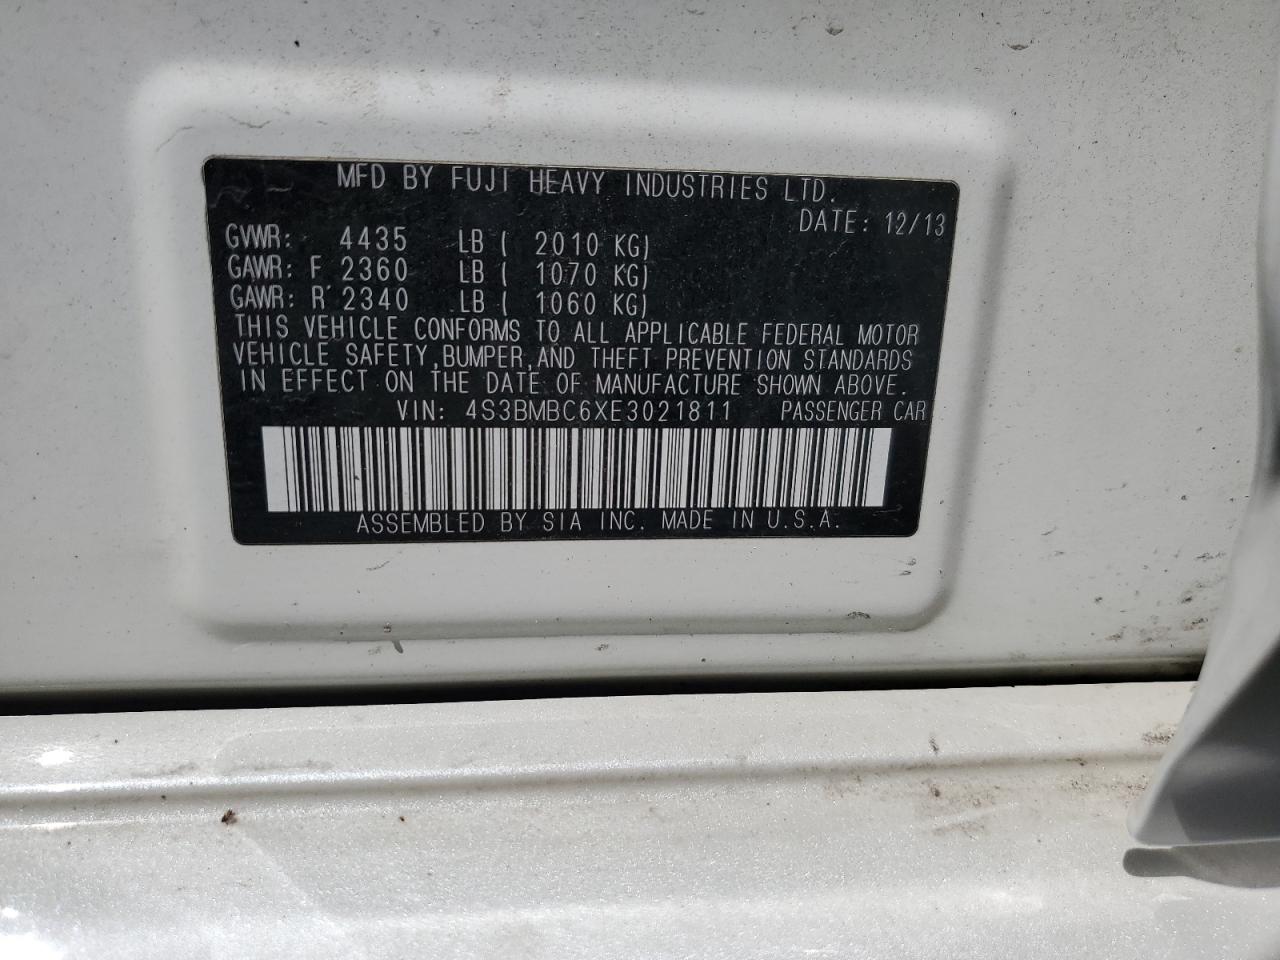 MFD BY FUJI HEAVY INDUSTRIES LTD.
DATE: 12/13
GVWR: 4435 LB ( 2010 KG)
GAWR: F 2360 LB ( 1070 KG)
GAWR: R 2340 LB ( 1060 KG)
THIS VEHICLE CONFORMS TO ALL APPLICABLE FEDERAL MOTOR
VEHICLE SAFETY,BUMPER,AND THEFT PREVENTION STANDARDS
IN EFFECT ON THE DATE OF MANUFACTURE SHOWN ABOVE.
VIN: 4S3BMBC6XE3021811 PASSENGER CAR
ASSEMBLED BY SIA INC. MADE IN U.S.A.